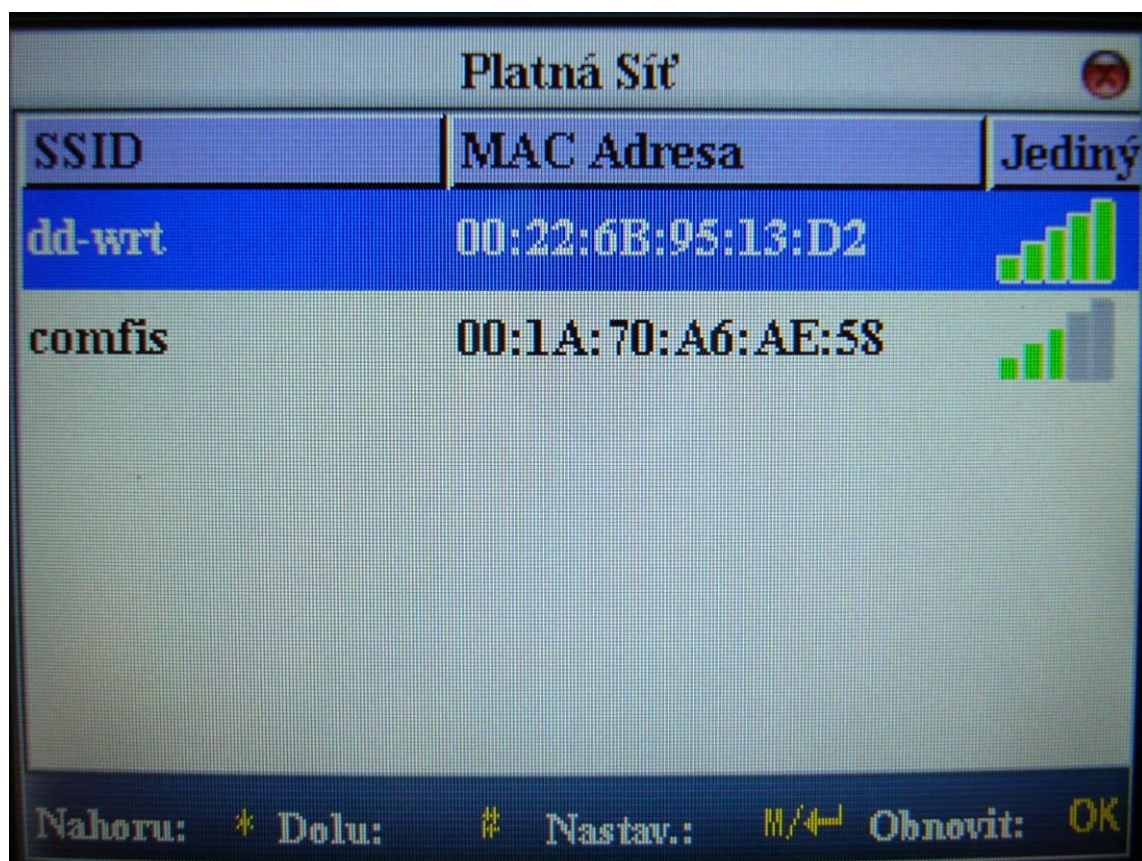 Platná Síť
SSID MAC Adresa Jediný
dd-wrt 00:22:6B:95:13:D2
comfis 00:1A:70:A6:AE:58
Nahoru: * Dolu: # Nastav.: M/↵ Obnovit: OK